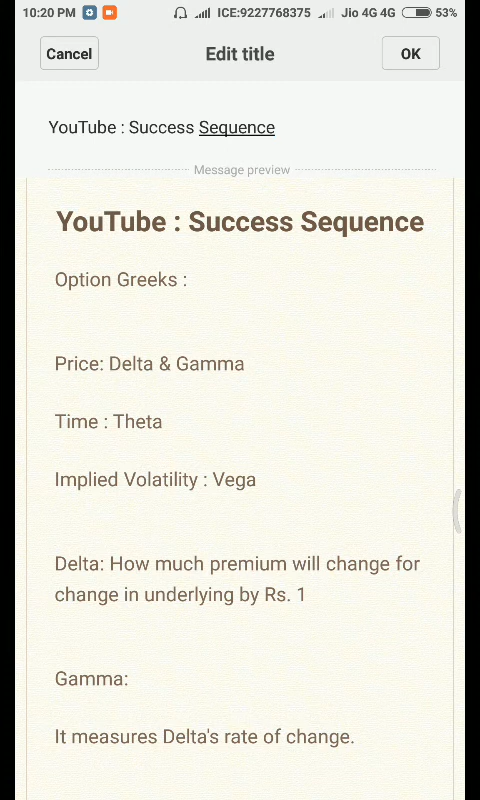 10:20 PM ICE:9227768375 Jio 4G 4G 53%
Cancel Edit title OK
YouTube : Success Sequence
Message preview
YouTube : Success Sequence
Option Greeks :
Price: Delta & Gamma
Time : Theta
Implied Volatility : Vega
Delta: How much premium will change for
change in underlying by Rs. 1
Gamma:
It measures Delta's rate of change.